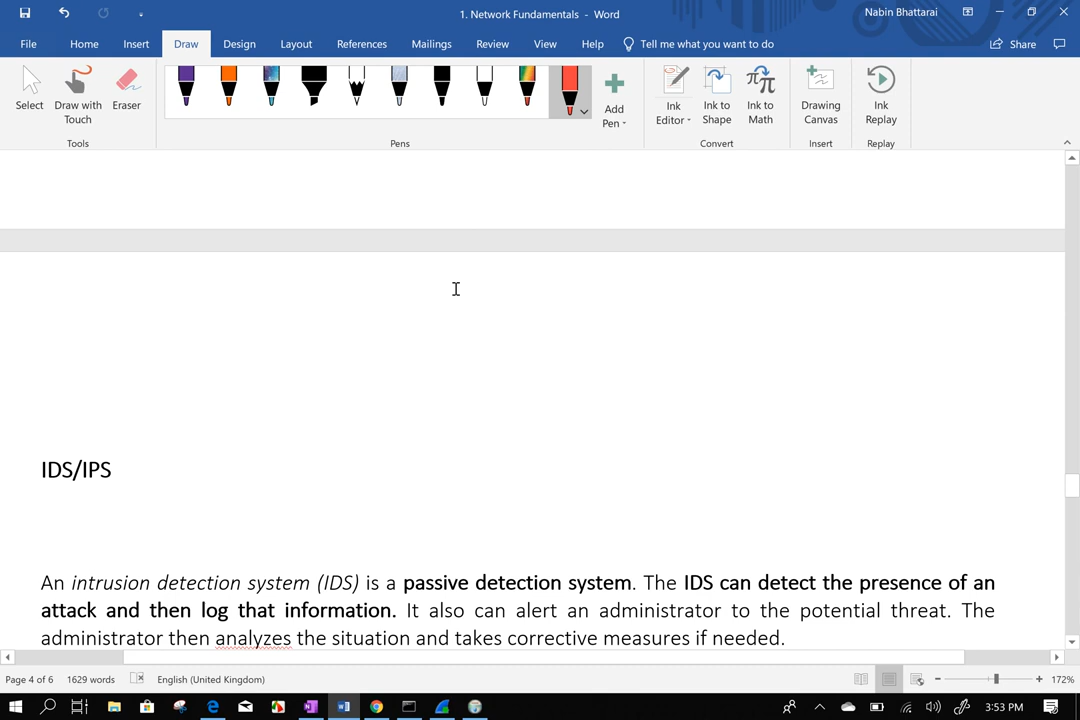 1. Network Fundamentals - Word
Nabin Bhattarai
File Home Insert Draw Design Layout References Mailings Review View Help Tell me what you want to do Share
Select
Draw with Touch
Eraser
Add Pen
Ink Editor
Ink to Shape
Ink to Math
Drawing Canvas
Ink Replay
Tools Pens Convert Insert Replay
IDS/IPS
An intrusion detection system (IDS) is a passive detection system. The IDS can detect the presence of an
attack and then log that information. It also can alert an administrator to the potential threat. The
administrator then analyzes the situation and takes corrective measures if needed.
Page 4 of 6 1629 words English (United Kingdom) 172%
3:53 PM